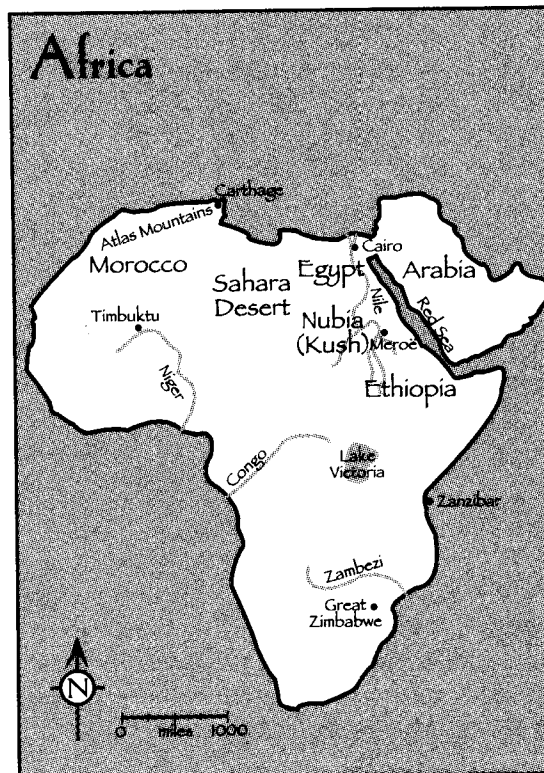 Africa
Carthage
Atlas Mountains
Morocco
Cairo
Egypt
Arabia
Sahara
Desert
Nile
Red Sea
Timbuktu
Nubia
(Kush)
Meroë
Niger
Ethiopia
Congo
Lake
Victoria
Zanzibar
Zambezi
Great
Zimbabwe
N
0 miles 1000